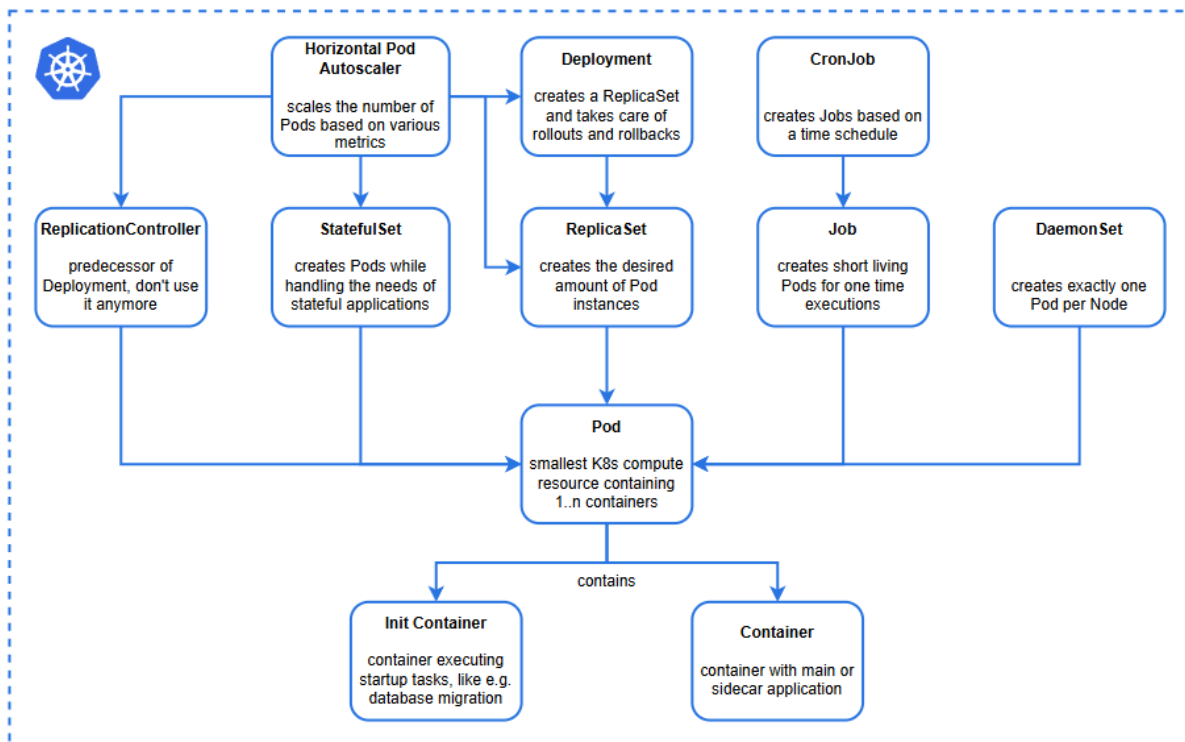 Horizontal Pod
Autoscaler
scales the number of
Pods based on various
metrics
Deployment
creates a ReplicaSet
and takes care of
rollouts and rollbacks
CronJob
creates Jobs based on
a time schedule
ReplicationController
predecessor of
Deployment, don't use
it anymore
StatefulSet
creates Pods while
handling the needs of
stateful applications
ReplicaSet
creates the desired
amount of Pod
instances
Job
creates short living
Pods for one time
executions
DaemonSet
creates exactly one
Pod per Node
Pod
smallest K8s compute
resource containing
1..n containers
contains
Init Container
container executing
startup tasks, like e.g.
database migration
Container
container with main or
sidecar application